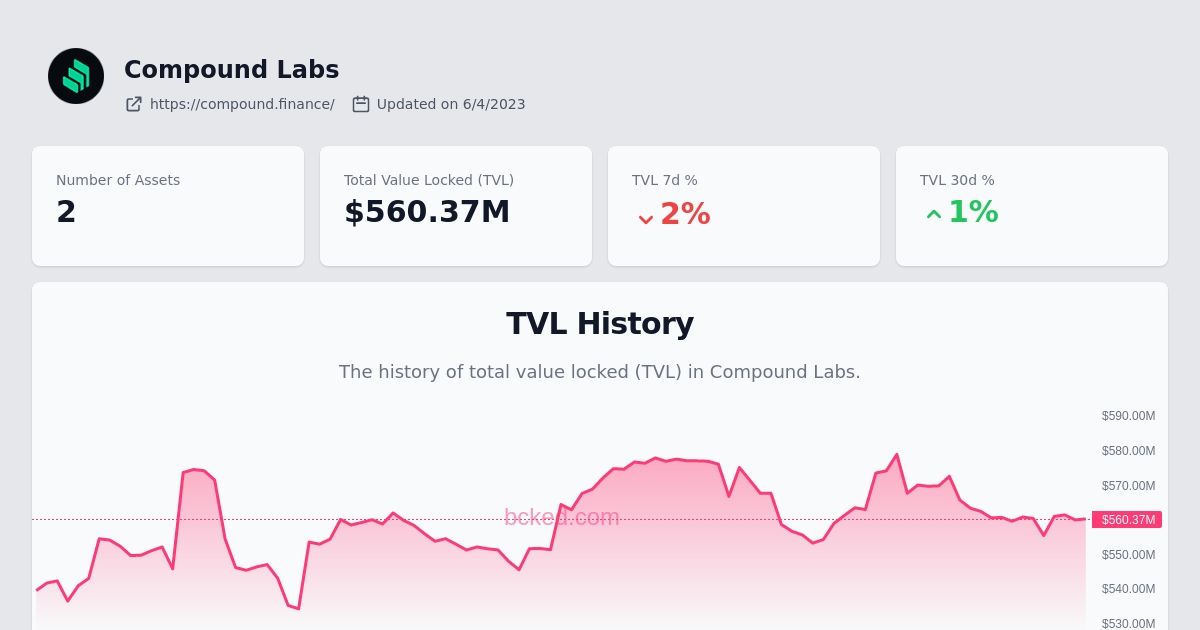 Compound Labs
https://compound.finance/ Updated on 6/4/2023
Number of Assets
2
Total Value Locked (TVL)
$560.37M
TVL 7d %
2%
TVL 30d %
1%
TVL History
The history of total value locked (TVL) in Compound Labs.
$590.00M
$580.00M
$570.00M
bcked.com
$560.37M
$550.00M
$540.00M
$530.00M